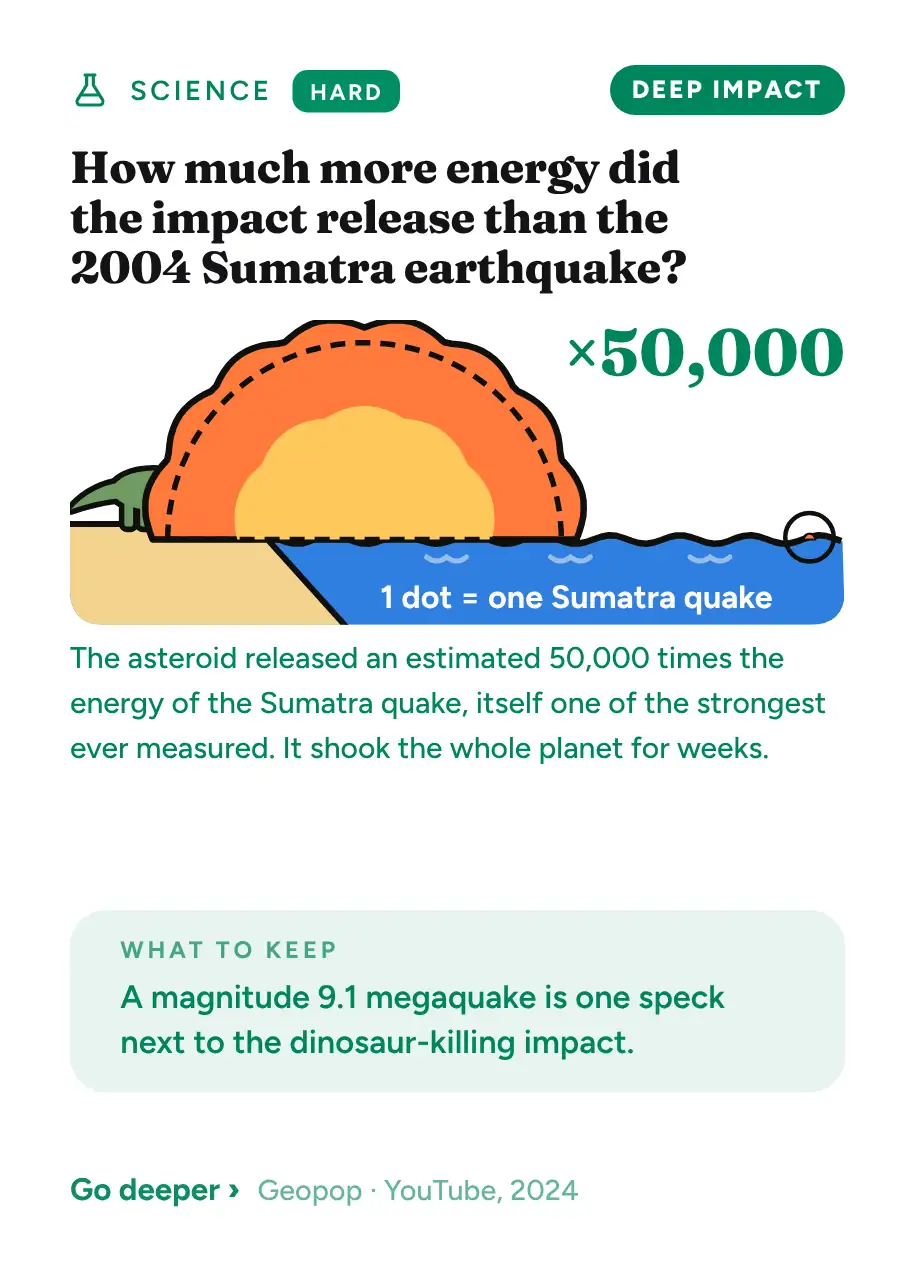 SCIENCE HARD DEEP IMPACT
How much more energy did
the impact release than the
2004 Sumatra earthquake?
×50,000
1 dot = one Sumatra quake
The asteroid released an estimated 50,000 times the
energy of the Sumatra quake, itself one of the strongest
ever measured. It shook the whole planet for weeks.
WHAT TO KEEP
A magnitude 9.1 megaquake is one speck
next to the dinosaur-killing impact.
Go deeper › Geopop · YouTube, 2024